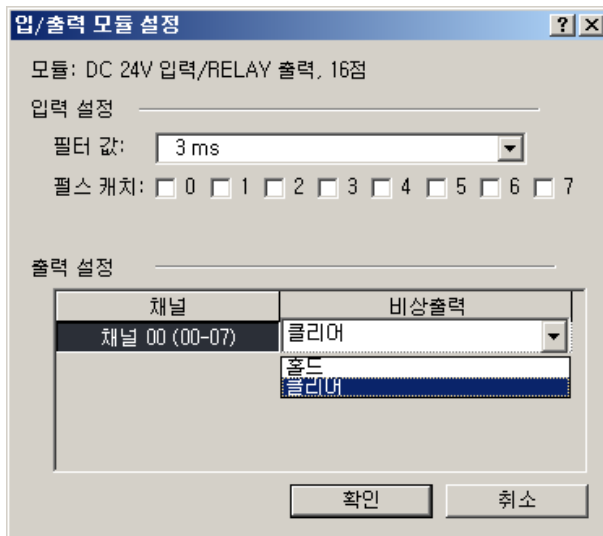 입/출력 모듈 설정
모듈: DC 24V 입력/RELAY 출력, 16점
입력 설정
필터 값: 3 ms
펄스 캐치: 0 1 2 3 4 5 6 7
출력 설정
채널 비상출력
채널 00 (00-07) 클리어
홀드
클리어
확인 취소